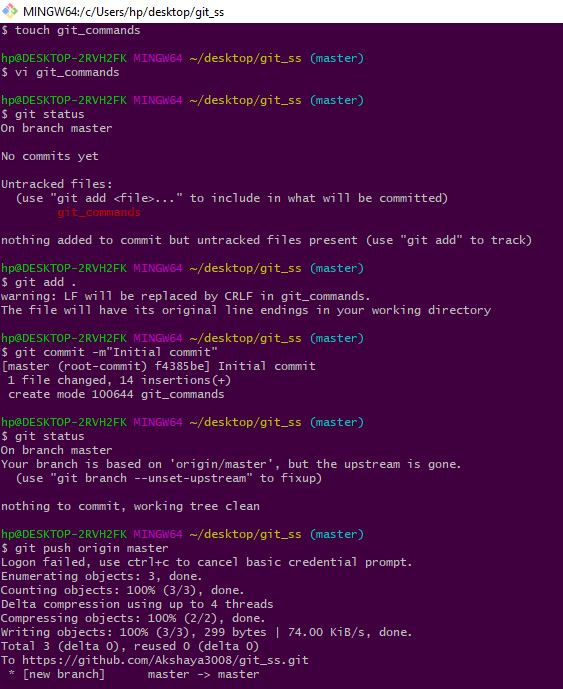 MINGW64:/c/Users/hp/desktop/git_ss
$ touch git_commands
hp@DESKTOP-2RVH2FK MINGW64 ~/desktop/git_ss (master)
$ vi git_commands
hp@DESKTOP-2RVH2FK MINGW64 ~/desktop/git_ss (master)
$ git status
On branch master
No commits yet
Untracked files:
(use "git add <file>..." to include in what will be committed)
git_commands
nothing added to commit but untracked files present (use "git add" to track)
hp@DESKTOP-2RVH2FK MINGW64 ~/desktop/git_ss (master)
$ git add .
warning: LF will be replaced by CRLF in git_commands.
The file will have its original line endings in your working directory
hp@DESKTOP-2RVH2FK MINGW64 ~/desktop/git_ss (master)
$ git commit -m"Initial commit"
[master (root-commit) f4385be] Initial commit
1 file changed, 14 insertions(+)
create mode 100644 git_commands
hp@DESKTOP-2RVH2FK MINGW64 ~/desktop/git_ss (master)
$ git status
On branch master
Your branch is based on 'origin/master', but the upstream is gone.
(use "git branch --unset-upstream" to fixup)
nothing to commit, working tree clean
hp@DESKTOP-2RVH2FK MINGW64 ~/desktop/git_ss (master)
$ git push origin master
Logon failed, use ctrl+c to cancel basic credential prompt.
Enumerating objects: 3, done.
Counting objects: 100% (3/3), done.
Delta compression using up to 4 threads
Compressing objects: 100% (2/2), done.
Writing objects: 100% (3/3), 299 bytes | 74.00 KiB/s, done.
Total 3 (delta 0), reused 0 (delta 0)
To https://github.com/Akshaya3008/git_ss.git
* [new branch] master -> master